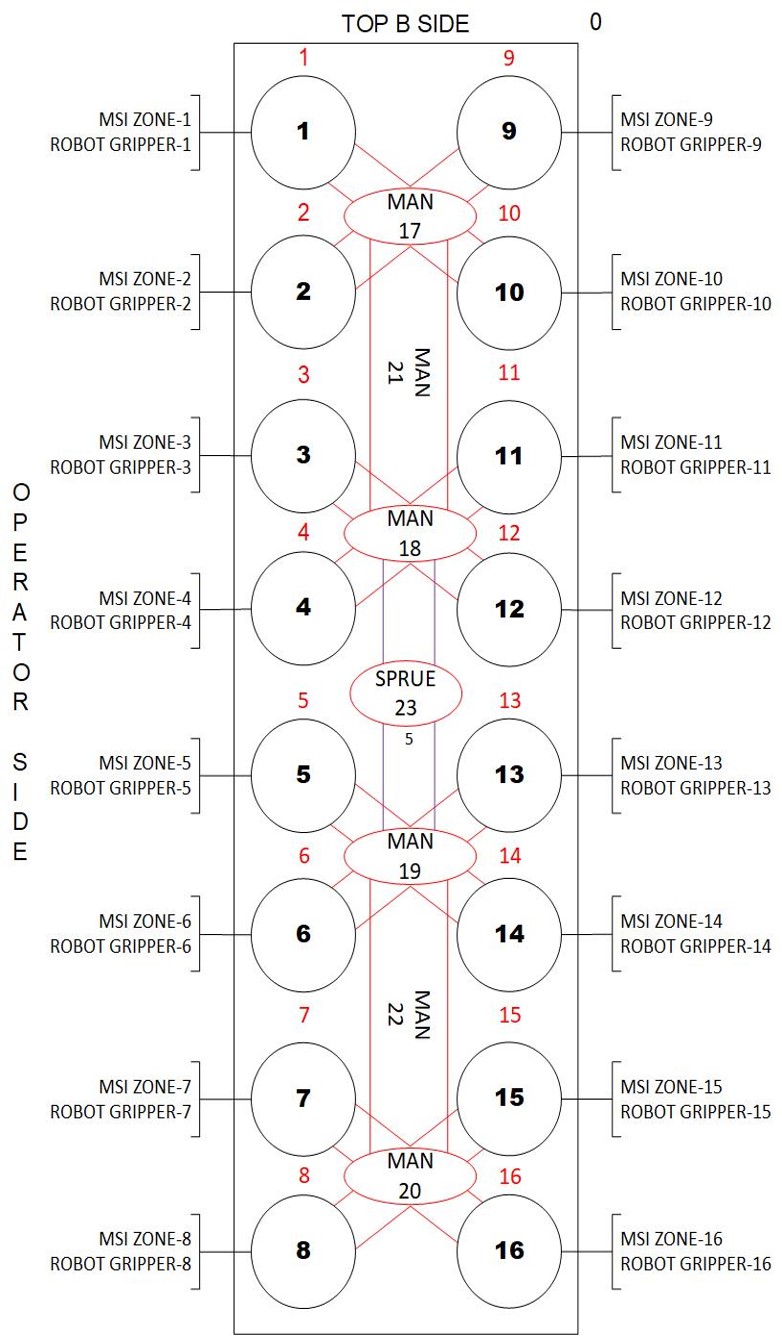 TOP B SIDE
0
1
9
MSI ZONE-1
ROBOT GRIPPER-1
1
9
MSI ZONE-9
ROBOT GRIPPER-9
2
MAN
17
10
MSI ZONE-2
ROBOT GRIPPER-2
2
10
MSI ZONE-10
ROBOT GRIPPER-10
MAN
21
3
11
MSI ZONE-3
ROBOT GRIPPER-3
3
11
MSI ZONE-11
ROBOT GRIPPER-11
OPERATOR SIDE
4
MAN
18
12
MSI ZONE-4
ROBOT GRIPPER-4
4
12
MSI ZONE-12
ROBOT GRIPPER-12
SPRUE
23
5
5
13
MSI ZONE-5
ROBOT GRIPPER-5
5
13
MSI ZONE-13
ROBOT GRIPPER-13
6
MAN
19
14
MSI ZONE-6
ROBOT GRIPPER-6
6
14
MSI ZONE-14
ROBOT GRIPPER-14
MAN
22
7
15
MSI ZONE-7
ROBOT GRIPPER-7
7
15
MSI ZONE-15
ROBOT GRIPPER-15
8
MAN
20
16
MSI ZONE-8
ROBOT GRIPPER-8
8
16
MSI ZONE-16
ROBOT GRIPPER-16